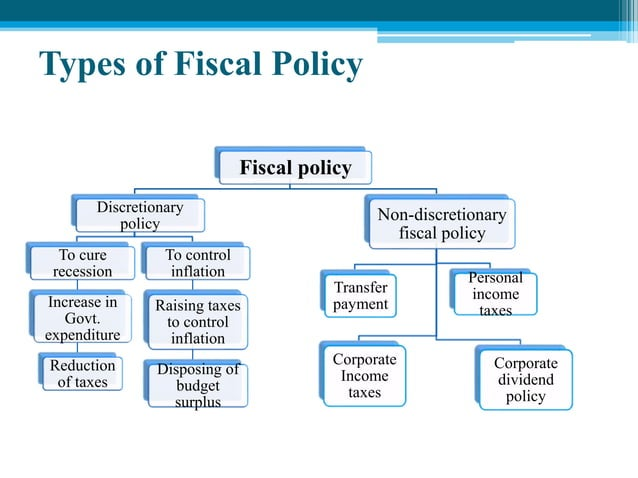 Types of Fiscal Policy
Fiscal policy
Discretionary
policy
To cure
recession
Increase in
Govt.
expenditure
Reduction
of taxes
To control
inflation
Raising taxes
to control
inflation
Disposing of
budget
surplus
Non-discretionary
fiscal policy
Transfer
payment
Personal
income
taxes
Corporate
Income
taxes
Corporate
dividend
policy